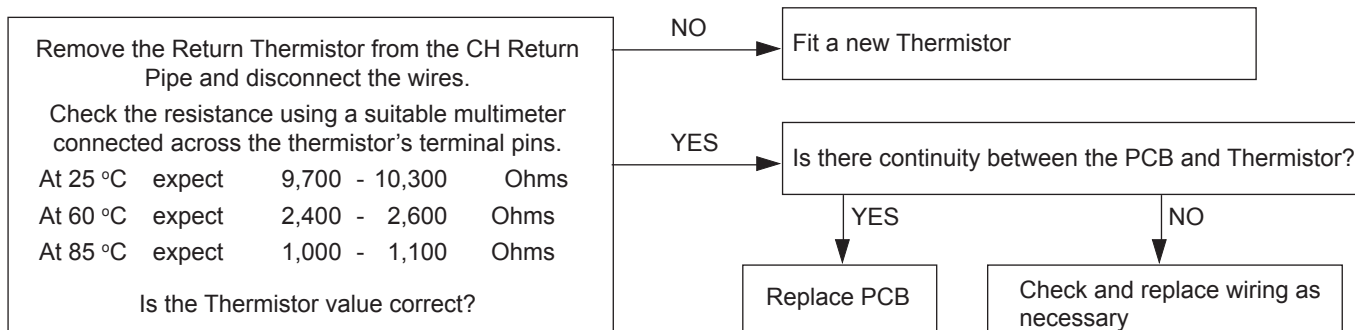 Remove the Return Thermistor from the CH Return
Pipe and disconnect the wires.
Check the resistance using a suitable multimeter
connected across the thermistor’s terminal pins.
At 25 ºC expect 9,700 - 10,300 Ohms
At 60 ºC expect 2,400 - 2,600 Ohms
At 85 ºC expect 1,000 - 1,100 Ohms
Is the Thermistor value correct?
NO
Fit a new Thermistor
YES
Is there continuity between the PCB and Thermistor?
YES
NO
Replace PCB
Check and replace wiring as
necessary